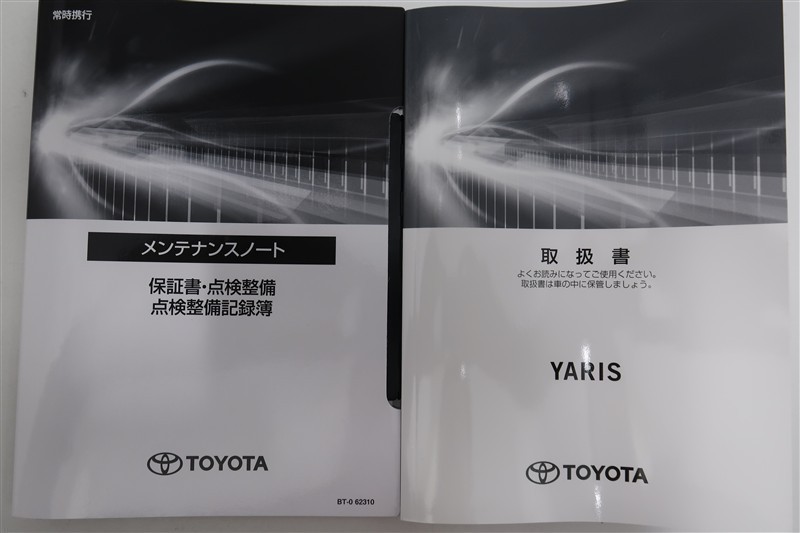 常時携行
メンテナンスノート
保証書・点検整備
点検整備記録簿
TOYOTA
BT-0 62310
取扱書
よくお読みになってご使用ください。
取扱書は車の中に保管しましょう。
YARIS
TOYOTA